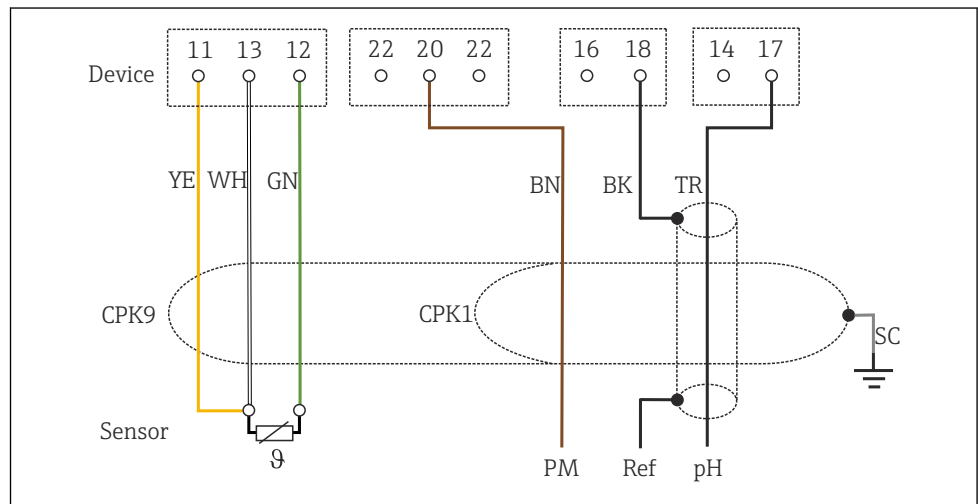 11 13 12 22 20 22 16 18 14 17
Device
YE WH GN BN BK TR
CPK9 CPK1
SC
Sensor
ϑ PM Ref pH